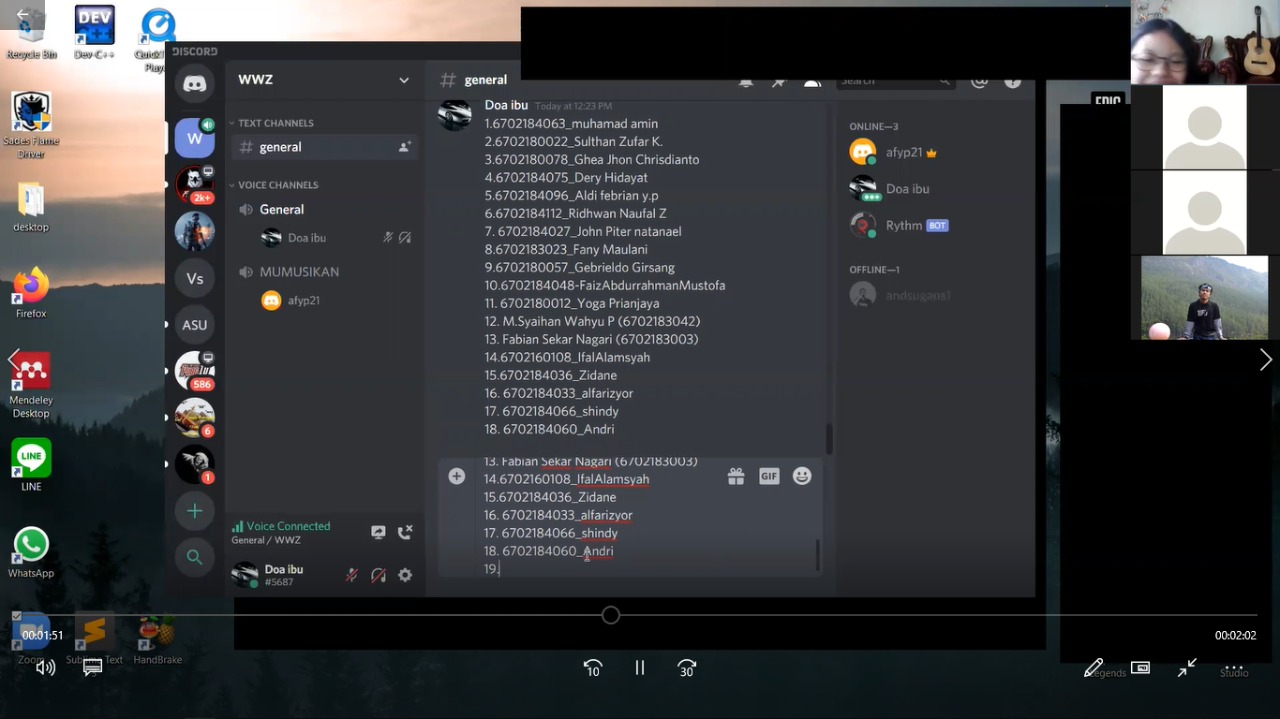 Recycle Bin
DEV
Dev-C++
Sades Flame
Driver
desktop
Firefox
Mendeley
Desktop
LINE
LINE
WhatsApp
Zoom
Sublime Text
HandBrake
DISCORD
W
2k+
Vs
ASU
586
6
1
WWZ
TEXT CHANNELS
# general
VOICE CHANNELS
General
Doa ibu
MUMUSIKAN
afyp21
Voice Connected
General / WWZ
Doa ibu
#5687
# general
Search
Doa ibu Today at 12:23 PM
1.6702184063_muhamad amin
2.6702180022_Sulthan Zufar K.
3.6702180078_Ghea Jhon Chrisdianto
4.6702184075_Dery Hidayat
5.6702184096_Aldi febrian y.p
6.6702184112_Ridhwan Naufal Z
7. 6702184027_John Piter natanael
8.6702183023_Fany Maulani
9.6702180057_Gebrieldo Girsang
10.6702184048-FaizAbdurrahmanMustofa
11. 6702180012_Yoga Prianjaya
12. M.Syaihan Wahyu P (6702183042)
13. Fabian Sekar Nagari (6702183003)
14.6702160108_IfalAlamsyah
15.6702184036_Zidane
16. 6702184033_alfarizyor
17. 6702184066_shindy
18. 6702184060_Andri
13. Fabian Sekar Nagari (6702183003)
14.6702160108_IfalAlamsyah
15.6702184036_Zidane
16. 6702184033_alfarizyor
17. 6702184066_shindy
18. 6702184060_Andri
19.
GIF
ONLINE—3
afyp21
Doa ibu
Rythm BOT
OFFLINE—1
andsugans1
EPIC
00:01:51
00:02:02
10
30
Legends
Studio